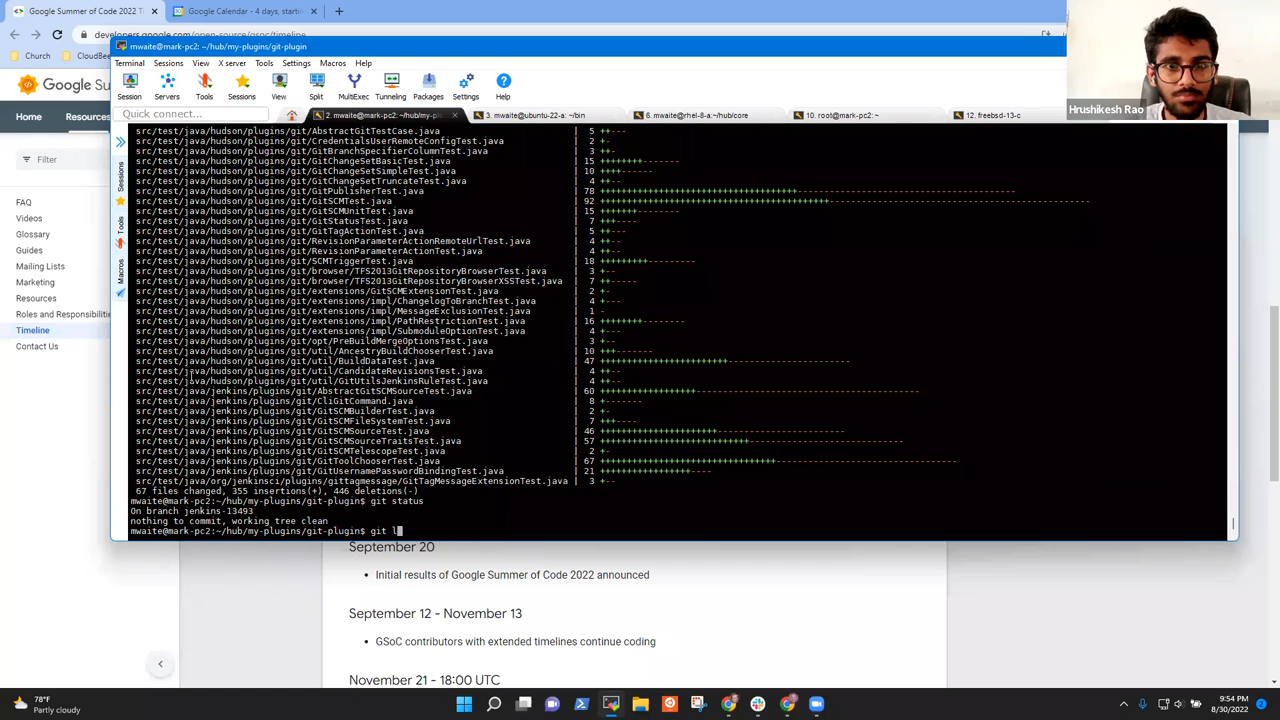 Google Summer of Code 2022 T
Google Calendar - 4 days, startin
developers.google.com/open-source/gsoc/timeline
Church
CloudBee
mwaite@mark-pc2: ~/hub/my-plugins/git-plugin
Terminal Sessions View X server Tools Settings Macros Help
Session Servers Tools Sessions View Split MultiExec Tunneling Packages Settings Help
Quick connect...
2. mwaite@mark-pc2: ~/hub/my-pl
3. mwaite@ubuntu-22-a: ~/bin
6. mwaite@rhel-8-a:~/hub/core
10. root@mark-pc2: ~
12. freebsd-13-c
Hrushikesh Rao
Google Su
Home Resources
Filter
FAQ
Videos
Glossary
Guides
Mailing Lists
Marketing
Resources
Roles and Responsibiliti
Timeline
Contact Us
Sessions
Tools
Macros
src/test/java/hudson/plugins/git/AbstractGitTestCase.java | 5 ++---
src/test/java/hudson/plugins/git/CredentialsUserRemoteConfigTest.java | 2 +-
src/test/java/hudson/plugins/git/GitBranchSpecifierColumnTest.java | 3 ++-
src/test/java/hudson/plugins/git/GitChangeSetBasicTest.java | 15 ++++++++-------
src/test/java/hudson/plugins/git/GitChangeSetSimpleTest.java | 10 ++++------
src/test/java/hudson/plugins/git/GitChangeSetTruncateTest.java | 4 ++--
src/test/java/hudson/plugins/git/GitPublisherTest.java | 78
src/test/java/hudson/plugins/git/GitSCMTest.java | 92
src/test/java/hudson/plugins/git/GitSCMUnitTest.java | 15 +++++++--------
src/test/java/hudson/plugins/git/GitStatusTest.java | 7 +++----
src/test/java/hudson/plugins/git/GitTagActionTest.java | 5 ++---
src/test/java/hudson/plugins/git/RevisionParameterActionRemoteUrlTest.java | 4 ++--
src/test/java/hudson/plugins/git/RevisionParameterActionTest.java | 4 ++--
src/test/java/hudson/plugins/git/SCMTriggerTest.java | 18 +++++++++---------
src/test/java/hudson/plugins/git/browser/TFS2013GitRepositoryBrowserTest.java | 3 +--
src/test/java/hudson/plugins/git/browser/TFS2013GitRepositoryBrowserXSSTest.java | 7 ++-----
src/test/java/hudson/plugins/git/extensions/GitSCMExtensionTest.java | 2 +-
src/test/java/hudson/plugins/git/extensions/impl/ChangelogToBranchTest.java | 4 +---
src/test/java/hudson/plugins/git/extensions/impl/MessageExclusionTest.java | 1 -
src/test/java/hudson/plugins/git/extensions/impl/PathRestrictionTest.java | 16 ++++++++--------
src/test/java/hudson/plugins/git/extensions/impl/SubmoduleOptionTest.java | 4 +---
src/test/java/hudson/plugins/git/opt/PreBuildMergeOptionsTest.java | 3 +--
src/test/java/hudson/plugins/git/util/AncestryBuildChooserTest.java | 10 +++-------
src/test/java/hudson/plugins/git/util/BuildDataTest.java | 47
src/test/java/hudson/plugins/git/util/CandidateRevisionsTest.java | 4 ++--
src/test/java/hudson/plugins/git/util/GitUtilsJenkinsRuleTest.java | 4 ++--
src/test/java/jenkins/plugins/git/AbstractGitSCMSourceTest.java | 60
src/test/java/jenkins/plugins/git/CliGitCommand.java | 8 +-------
src/test/java/jenkins/plugins/git/GitSCMBuilderTest.java | 2 +-
src/test/java/jenkins/plugins/git/GitSCMFileSystemTest.java | 7 +++----
src/test/java/jenkins/plugins/git/GitSCMSourceTest.java | 46
src/test/java/jenkins/plugins/git/GitSCMSourceTraitsTest.java | 57
src/test/java/jenkins/plugins/git/GitSCMTelescopeTest.java | 2 +-
src/test/java/jenkins/plugins/git/GitToolChooserTest.java | 67
src/test/java/jenkins/plugins/git/GitUsernamePasswordBindingTest.java | 21 +++++++++++++++++----
src/test/java/org/jenkinsci/plugins/gittagmessage/GitTagMessageExtensionTest.java | 3 +--
67 files changed, 355 insertions(+), 446 deletions(-)
mwaite@mark-pc2:~/hub/my-plugins/git-plugin$ git status
On branch jenkins-13493
nothing to commit, working tree clean
mwaite@mark-pc2:~/hub/my-plugins/git-plugin$ git l
September 20
• Initial results of Google Summer of Code 2022 announced
September 12 - November 13
• GSoC contributors with extended timelines continue coding
November 21 - 18:00 UTC
78°F
Partly cloudy
9:54 PM
8/30/2022
2